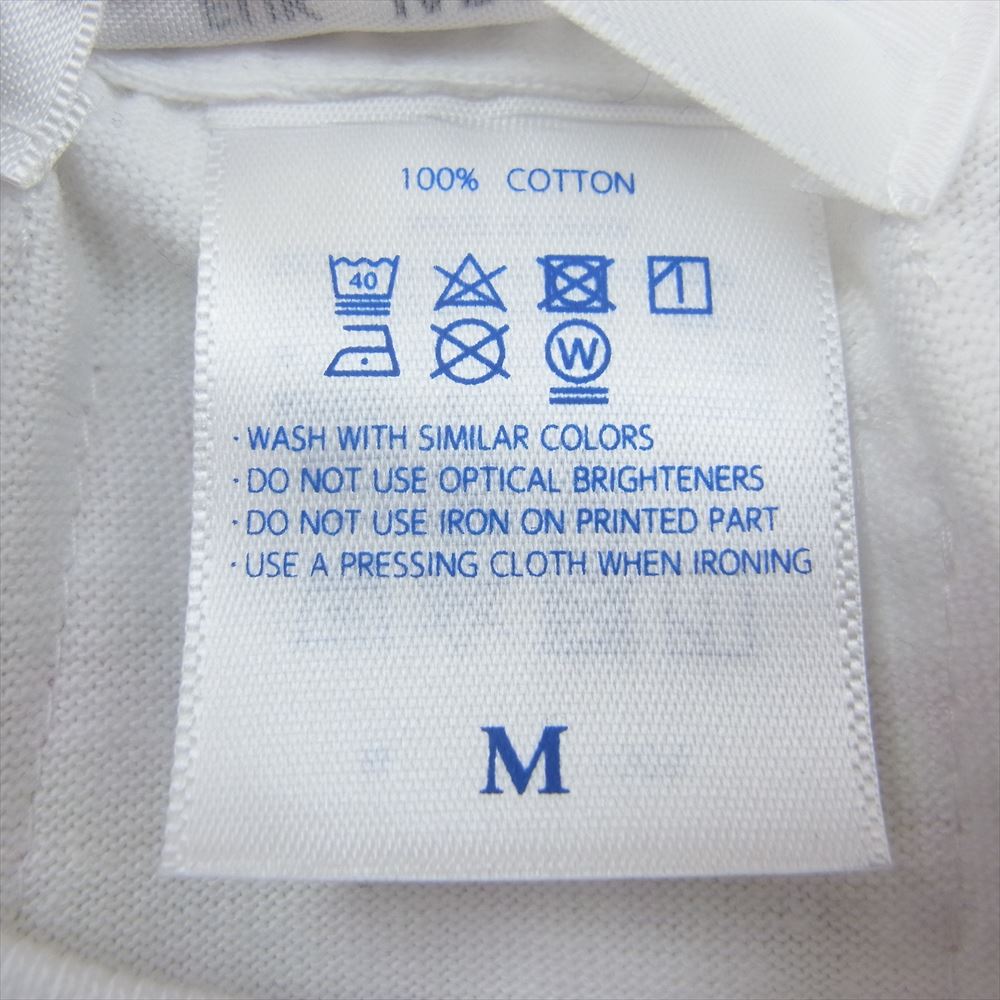 100% COTTON
40
W
·WASH WITH SIMILAR COLORS
·DO NOT USE OPTICAL BRIGHTENERS
·DO NOT USE IRON ON PRINTED PART
·USE A PRESSING CLOTH WHEN IRONING
M